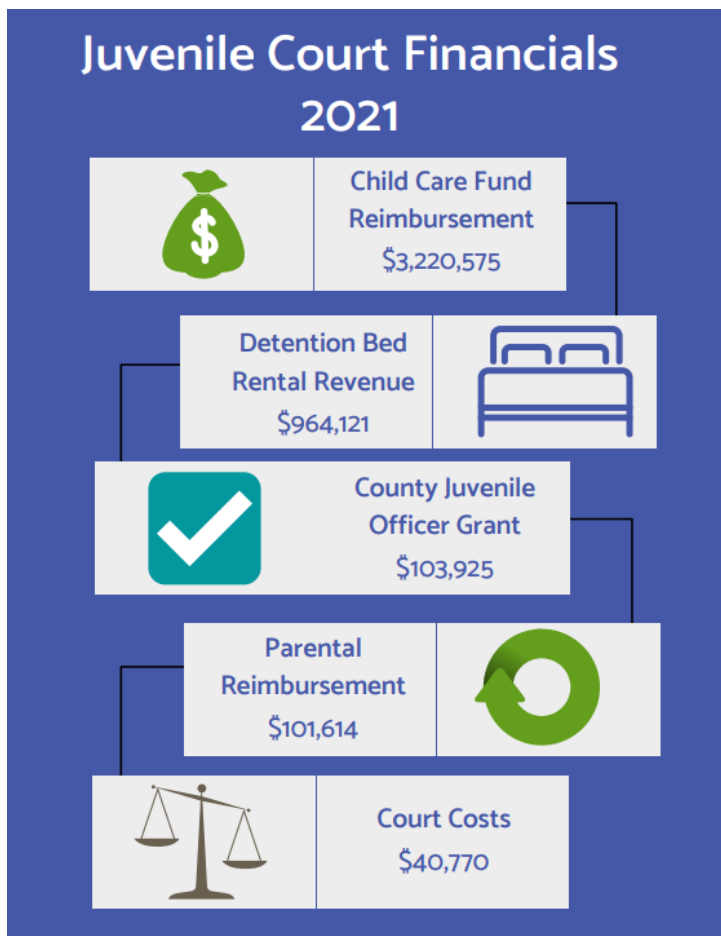 Juvenile Court Financials
2021
Child Care Fund
Reimbursement
$3,220,575
Detention Bed
Rental Revenue
$964,121
County Juvenile
Officer Grant
$103,925
Parental
Reimbursement
$101,614
Court Costs
$40,770